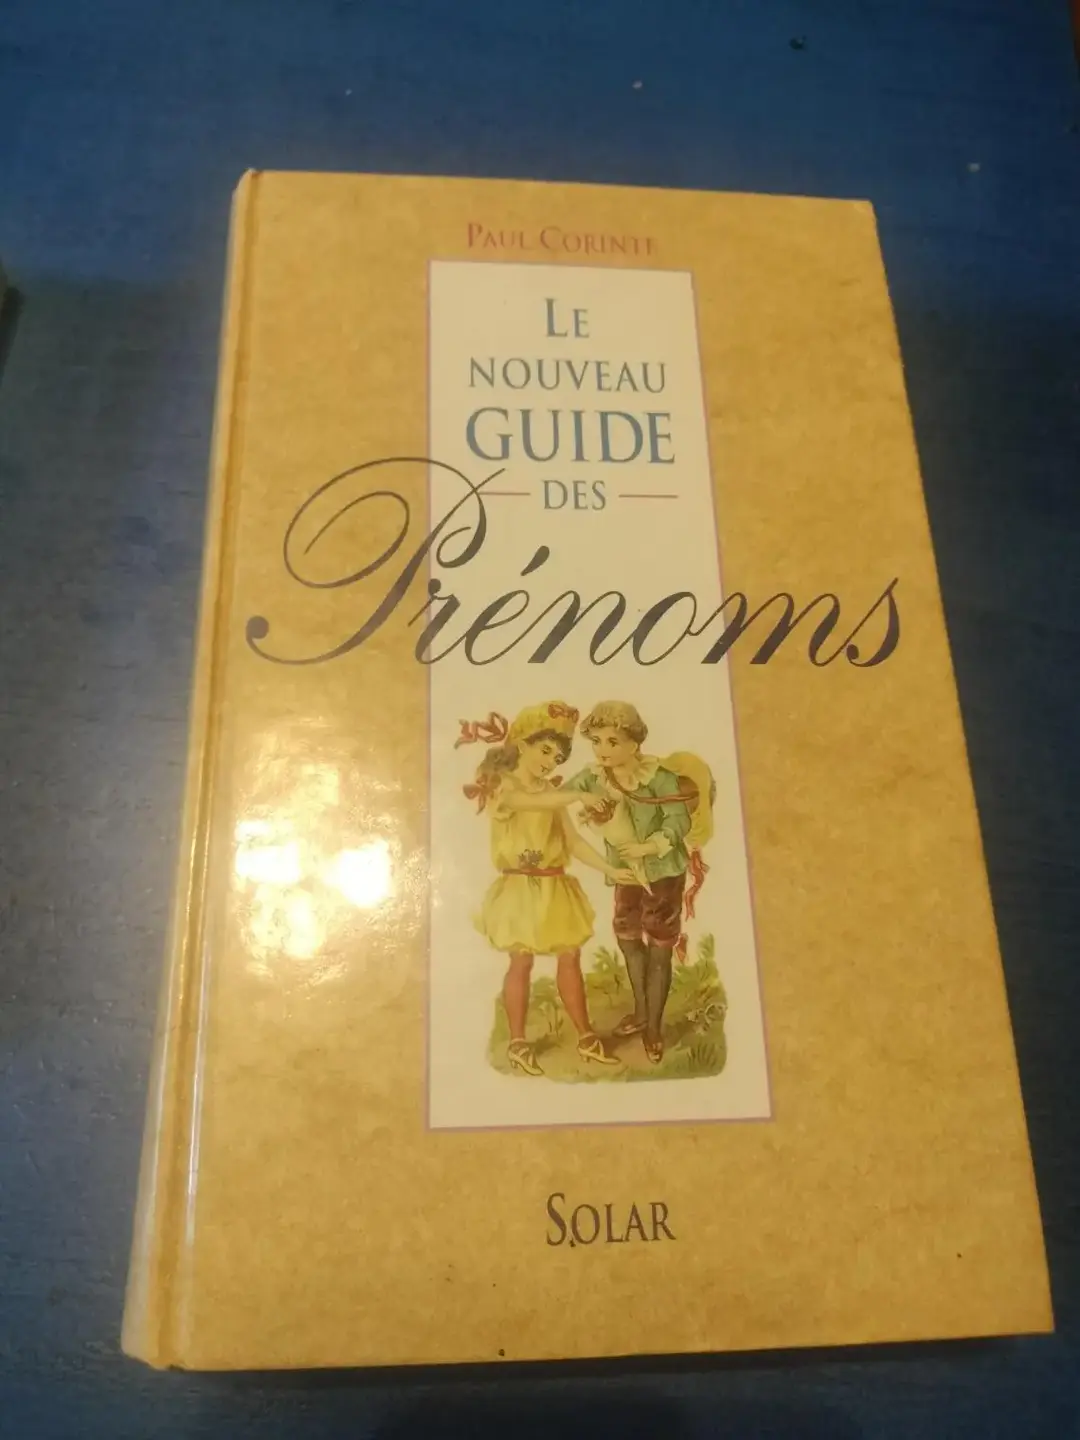 PAUL CORINTE
LE
NOUVEAU
GUIDE
DES
Prénoms
SOLAR